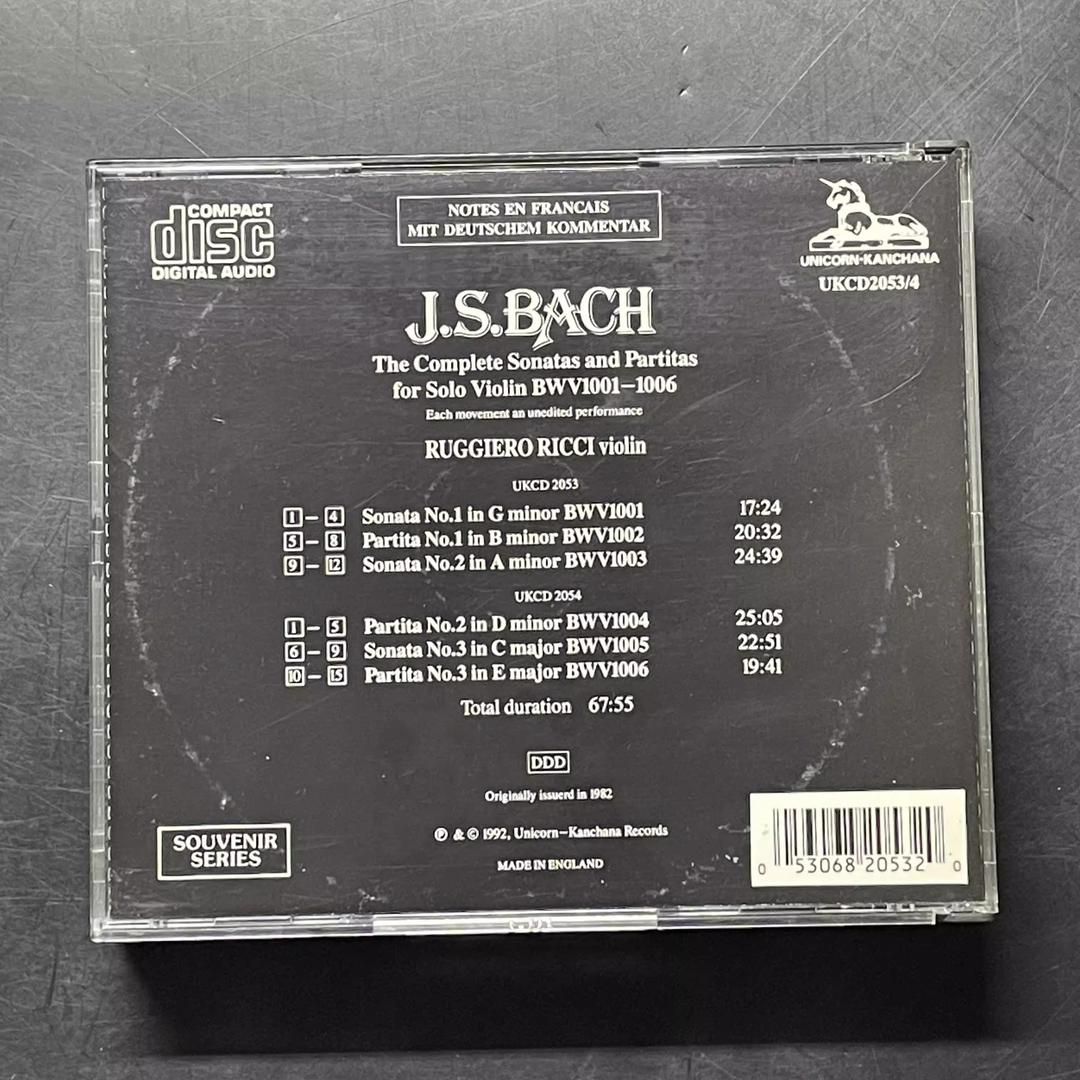 COMPACT
disc
DIGITAL AUDIO
NOTES EN FRANCAIS
MIT DEUTSCHEM KOMMENTAR
UNICORN-KANCHANA
UKCD2053/4
J.S.BACH
The Complete Sonatas and Partitas
for Solo Violin BWV1001–1006
Each movement an unedited performance
RUGGIERO RICCI violin
UKCD 2053
1 – 4 Sonata No.1 in G minor BWV1001 17:24
5 – 8 Partita No.1 in B minor BWV1002 20:32
9 – 12 Sonata No.2 in A minor BWV1003 24:39
UKCD 2054
1 – 5 Partita No.2 in D minor BWV1004 25:05
6 – 9 Sonata No.3 in C major BWV1005 22:51
10 – 15 Partita No.3 in E major BWV1006 19:41
Total duration 67:55
DDD
Originally issuerd in 1982
℗ & © 1992, Unicorn–Kanchana Records
MADE IN ENGLAND
SOUVENIR
SERIES
0 53068 20532 0